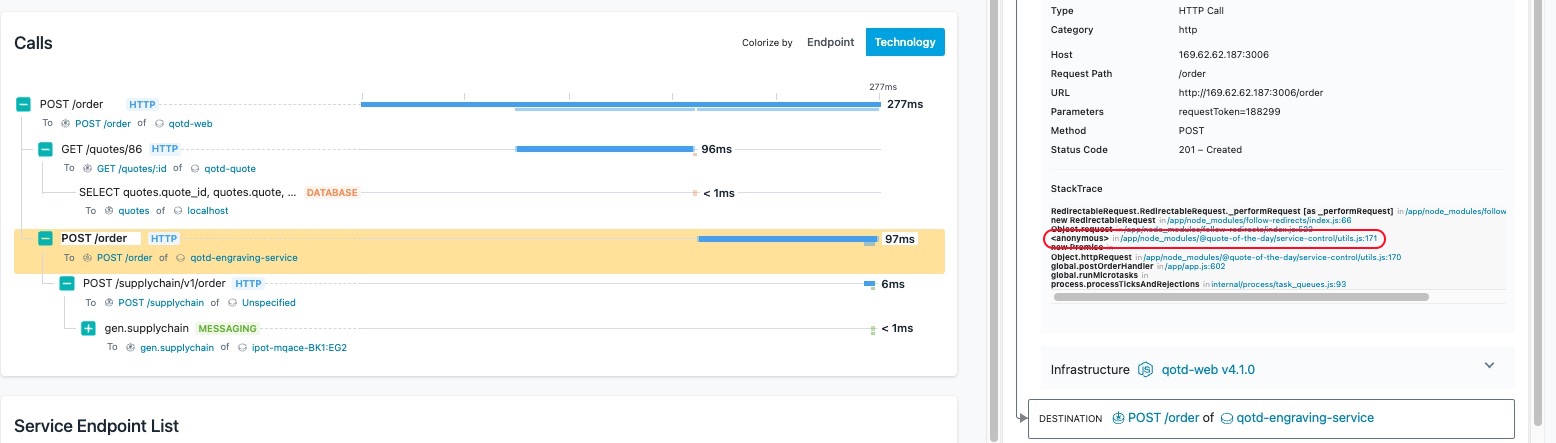 Calls
Colorize by Endpoint Technology
277ms
POST /order HTTP 277ms
To POST /order of qotd-web
GET /quotes/86 HTTP 96ms
To GET /quotes/:id of qotd-quote
SELECT quotes.quote_id, quotes.quote, ... DATABASE < 1ms
To quotes of localhost
POST /order HTTP 97ms
To POST /order of qotd-engraving-service
POST /supplychain/v1/order HTTP 6ms
To POST /supplychain of Unspecified
gen.supplychain MESSAGING < 1ms
To gen.supplychain of ipot-mqace-BK1:EG2
Service Endpoint List
Type HTTP Call
Category http
Host 169.62.62.187:3006
Request Path /order
URL http://169.62.62.187:3006/order
Parameters requestToken=188299
Method POST
Status Code 201 – Created
StackTrace
RedirectableRequest.RedirectableRequest._performRequest [as _performRequest] in /app/node_modules/follow
new RedirectableRequest in /app/node_modules/follow-redirects/index.js:66
Object.request in /app/node_modules/follow-redirects/index.js:523
<anonymous> in /app/node_modules/@quote-of-the-day/service-control/utils.js:171
new Promise in
Object.httpRequest in /app/node_modules/@quote-of-the-day/service-control/utils.js:170
global.postOrderHandler in /app/app.js:602
global.runMicrotasks in
process.processTicksAndRejections in internal/process/task_queues.js:93
Infrastructure qotd-web v4.1.0
DESTINATION POST /order of qotd-engraving-service